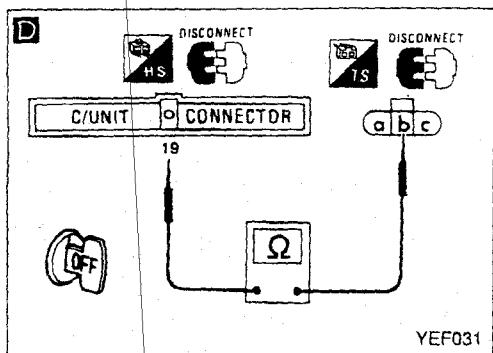 D
DISCONNECT
DISCONNECT
HS
TS
C/UNIT CONNECTOR
a b c
19
OFF
Ω
YEF031